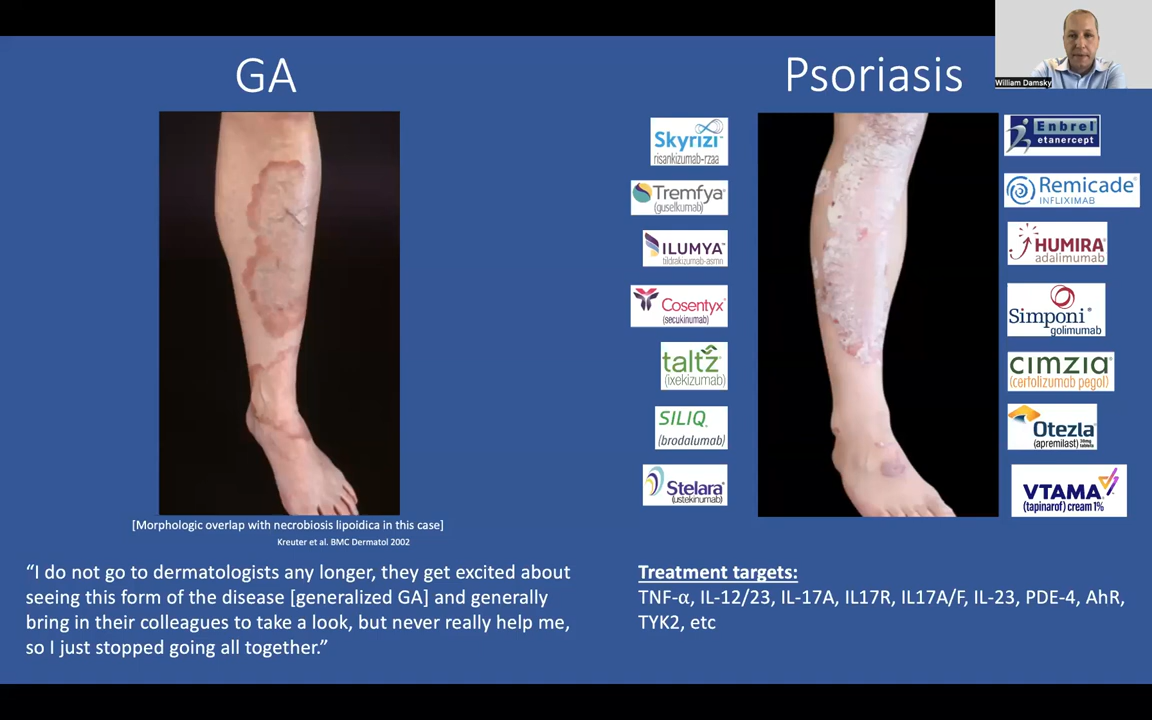 GA
Psoriasis
William Damsky
Skyrizi™
risankizumab-rzaa
Tremfya®
(guselkumab)
ILUMYA™
tildrakizumab-asmn
Cosentyx®
(secukinumab)
taltz
(ixekizumab)
SILIQ
(brodalumab)
Stelara®
(ustekinumab)
Enbrel
etanercept
Remicade®
INFLIXIMAB
HUMIRA®
adalimumab
Simponi®
golimumab
cimzia®
(certolizumab pegol)
Otezla®
(apremilast) 30mg tablets
VTAMA
(tapinarof) cream 1%
[Morphologic overlap with necrobiosis lipoidica in this case]
Kreuter et al. BMC Dermatol 2002
“I do not go to dermatologists any longer, they get excited about
seeing this form of the disease [generalized GA] and generally
bring in their colleagues to take a look, but never really help me,
so I just stopped going all together.”
Treatment targets:
TNF-α, IL-12/23, IL-17A, IL17R, IL17A/F, IL-23, PDE-4, AhR,
TYK2, etc